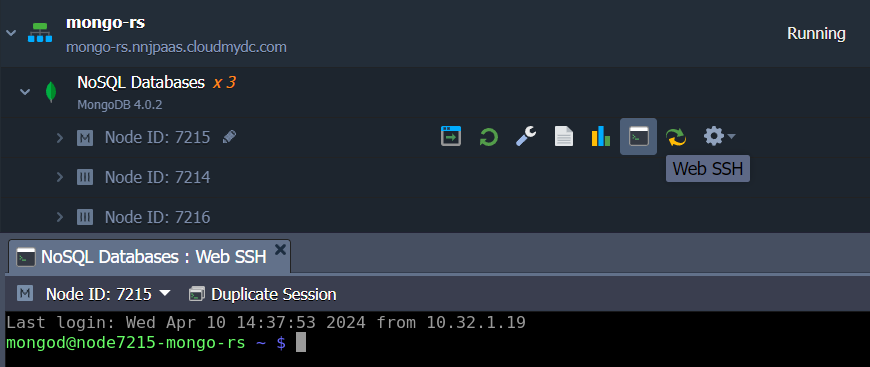 mongo-rs
mongo-rs.nnjpaas.cloudmydc.com
Running
NoSQL Databases x 3
MongoDB 4.0.2
M Node ID: 7215
Node ID: 7214
Node ID: 7216
Web SSH
NoSQL Databases : Web SSH
M Node ID: 7215 Duplicate Session
Last login: Wed Apr 10 14:37:53 2024 from 10.32.1.19
mongod@node7215-mongo-rs ~ $